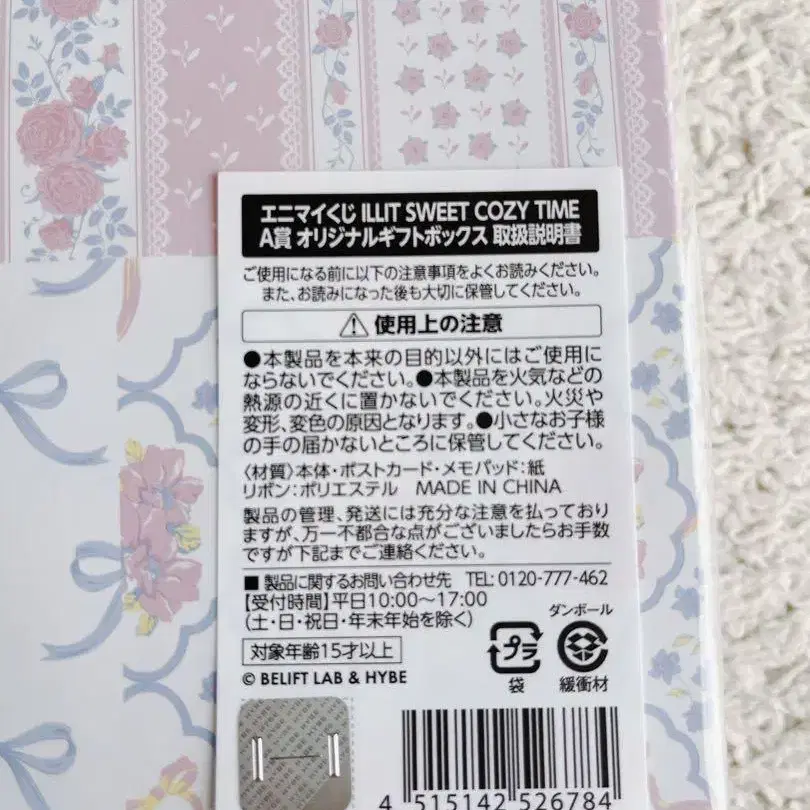 エニマイくじ ILLIT SWEET COZY TIME
A賞 オリジナルギフトボックス 取扱説明書
ご使用になる前に以下の注意事項をよくお読みください。
また、お読みになった後も大切に保管してください。
⚠ 使用上の注意
●本製品を本来の目的以外にはご使用に
ならないでください。●本製品を火気などの
熱源の近くに置かないでください。火災や
変形、変色の原因となります。●小さなお子様
の手の届かないところに保管してください。
〈材質〉本体・ポストカード・メモパッド:紙
リボン:ポリエステル MADE IN CHINA
製品の管理、発送には充分な注意を払っており
ますが、万一不都合な点がございましたらお手数
ですが下記までご連絡ください。
■ 製品に関するお問い合わせ先 TEL: 0120-777-462
【受付時間】平日10:00〜17:00
(土・日・祝日・年末年始を除く)
対象年齢15才以上
© BELIFT LAB & HYBE
ダンボール
プラ
袋 緩衝材
4 515142 526784